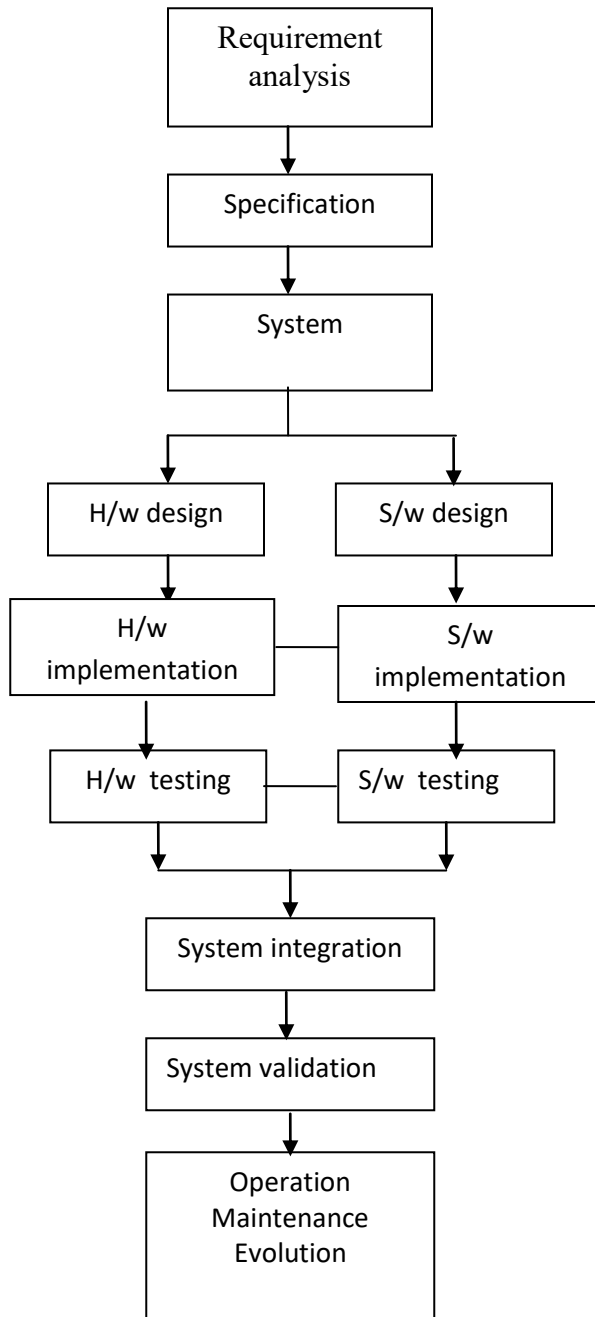 Requirement
analysis
Specification
System
H/w design
S/w design
H/w
implementation
S/w
implementation
H/w testing
S/w testing
System integration
System validation
Operation
Maintenance
Evolution